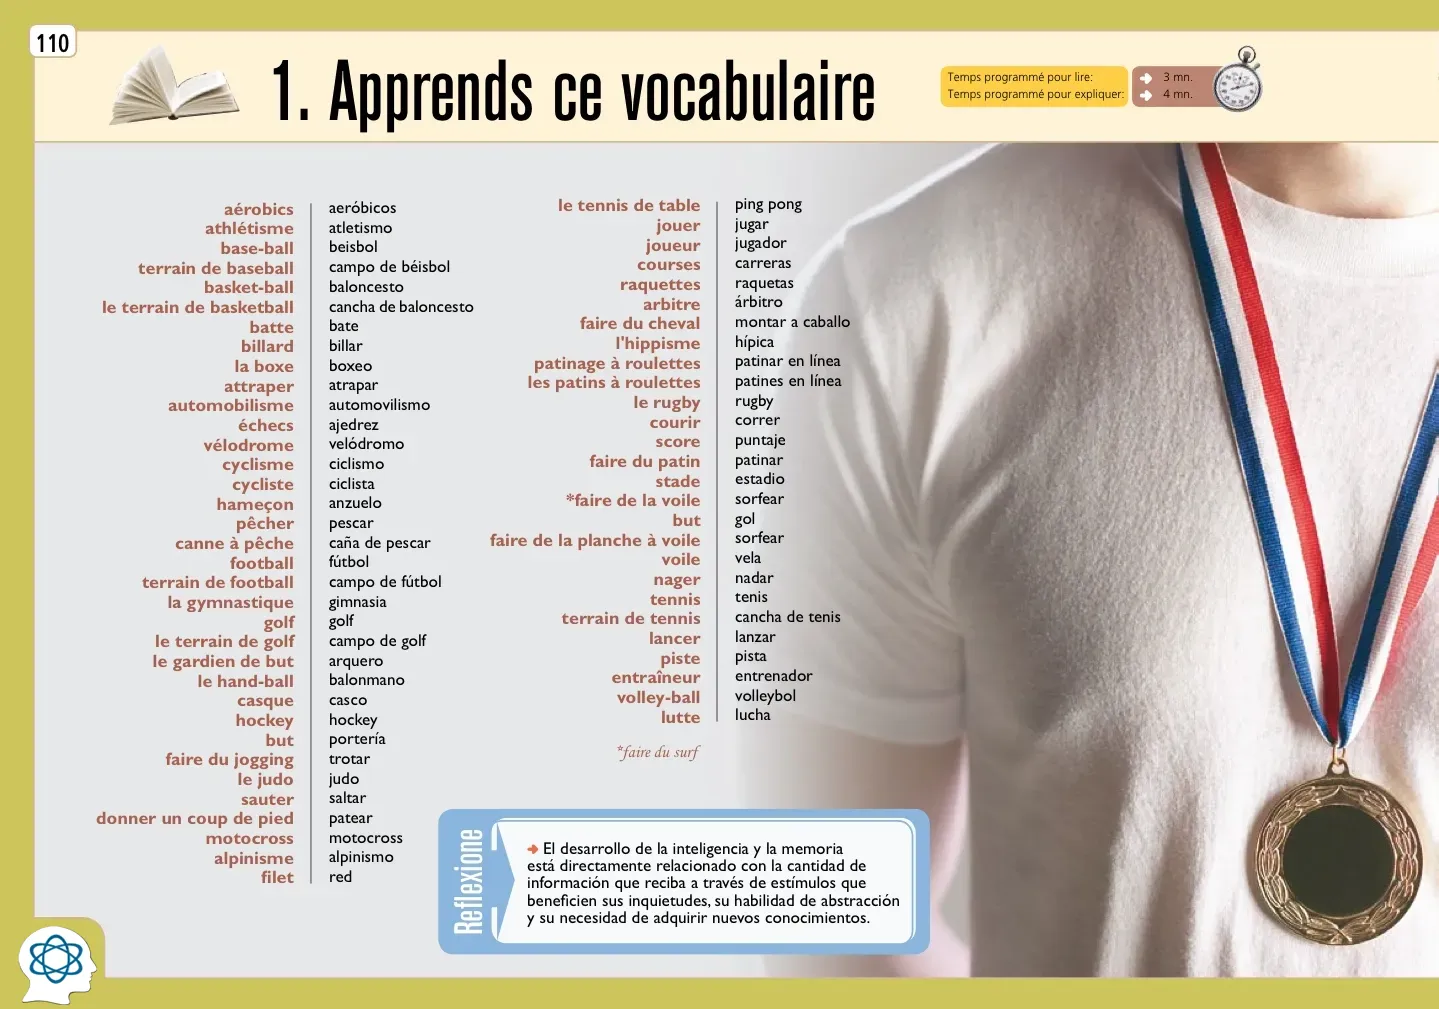 110
1. Apprends ce vocabulaire
Temps programmé pour lire: 3 mn.
Temps programmé pour expliquer: 4 mn.
aérobics aeróbicos
athlétisme atletismo
base-ball beisbol
terrain de baseball campo de béisbol
basket-ball baloncesto
le terrain de basketball cancha de baloncesto
batte bate
billard billar
la boxe boxeo
attraper atrapar
automobilisme automovilismo
échecs ajedrez
vélodrome velódromo
cyclisme ciclismo
cycliste ciclista
hameçon anzuelo
pêcher pescar
canne à pêche caña de pescar
football fútbol
terrain de football campo de fútbol
la gymnastique gimnasia
golf golf
le terrain de golf campo de golf
le gardien de but arquero
le hand-ball balonmano
casque casco
hockey hockey
but portería
faire du jogging trotar
le judo judo
sauter saltar
donner un coup de pied patear
motocross motocross
alpinisme alpinismo
filet red
le tennis de table ping pong
jouer jugar
joueur jugador
courses carreras
raquettes raquetas
arbitre árbitro
faire du cheval montar a caballo
l'hippisme hípica
patinage à roulettes patinar en línea
les patins à roulettes patines en línea
le rugby rugby
courir correr
score puntaje
faire du patin patinar
stade estadio
*faire de la voile sorfear
but gol
faire de la planche à voile sorfear
voile vela
nager nadar
tennis tenis
terrain de tennis cancha de tenis
lancer lanzar
piste pista
entraîneur entrenador
volley-ball volleybol
lutte lucha
*faire du surf
Reflexione
El desarrollo de la inteligencia y la memoria
está directamente relacionado con la cantidad de
información que reciba a través de estímulos que
beneficien sus inquietudes, su habilidad de abstracción
y su necesidad de adquirir nuevos conocimientos.